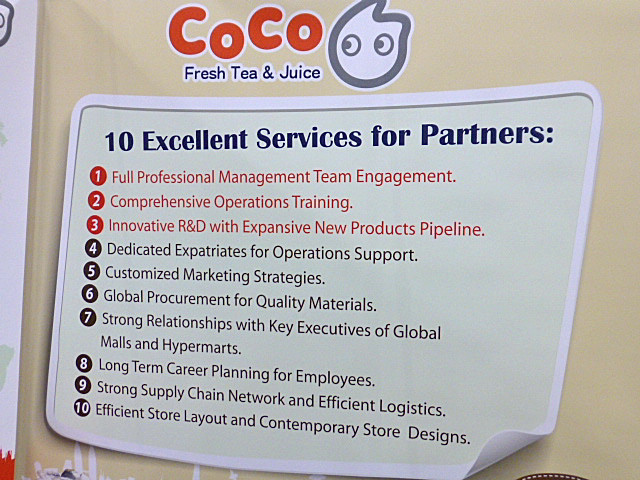 CoCo
Fresh Tea & Juice
10 Excellent Services for Partners:
1 Full Professional Management Team Engagement.
2 Comprehensive Operations Training.
3 Innovative R&D with Expansive New Products Pipeline.
4 Dedicated Expatriates for Operations Support.
5 Customized Marketing Strategies.
6 Global Procurement for Quality Materials.
7 Strong Relationships with Key Executives of Global
Malls and Hypermarts.
8 Long Term Career Planning for Employees.
9 Strong Supply Chain Network and Efficient Logistics.
10 Efficient Store Layout and Contemporary Store Designs.